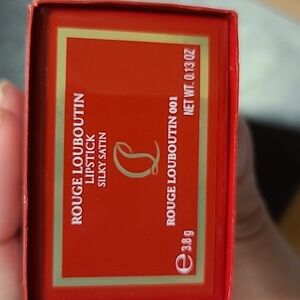 ROUGE LOUBOUTIN
LIPSTICK
SILKY SATIN
ROUGE LOUBOUTIN 001
℮ 3.8 g NET WT. 0.13 OZ